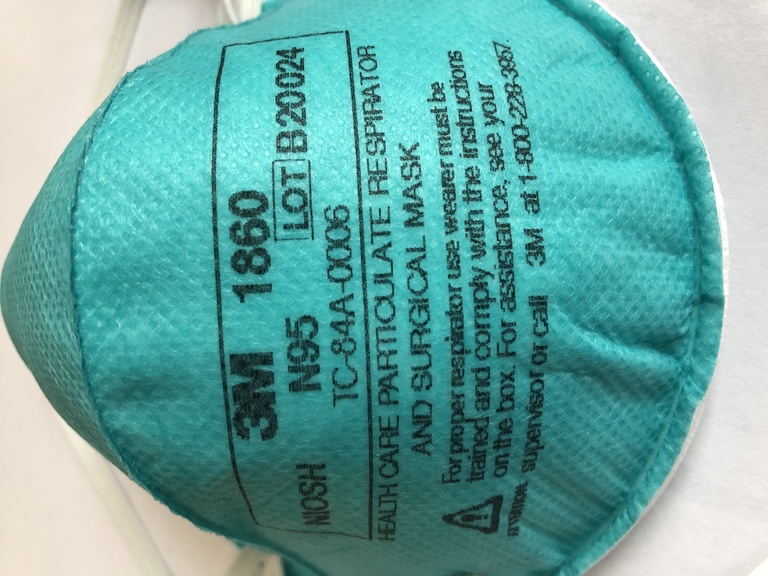 3M 1860
NIOSH N95 LOT B20024
TC-84A-0006
HEALTH CARE PARTICULATE RESPIRATOR
AND SURGICAL MASK
For proper respirator use wearer must be
trained and comply with the instructions
on the box. For assistance, see your
ATTENTION: supervisor or call 3M at 1-800-228-3957.